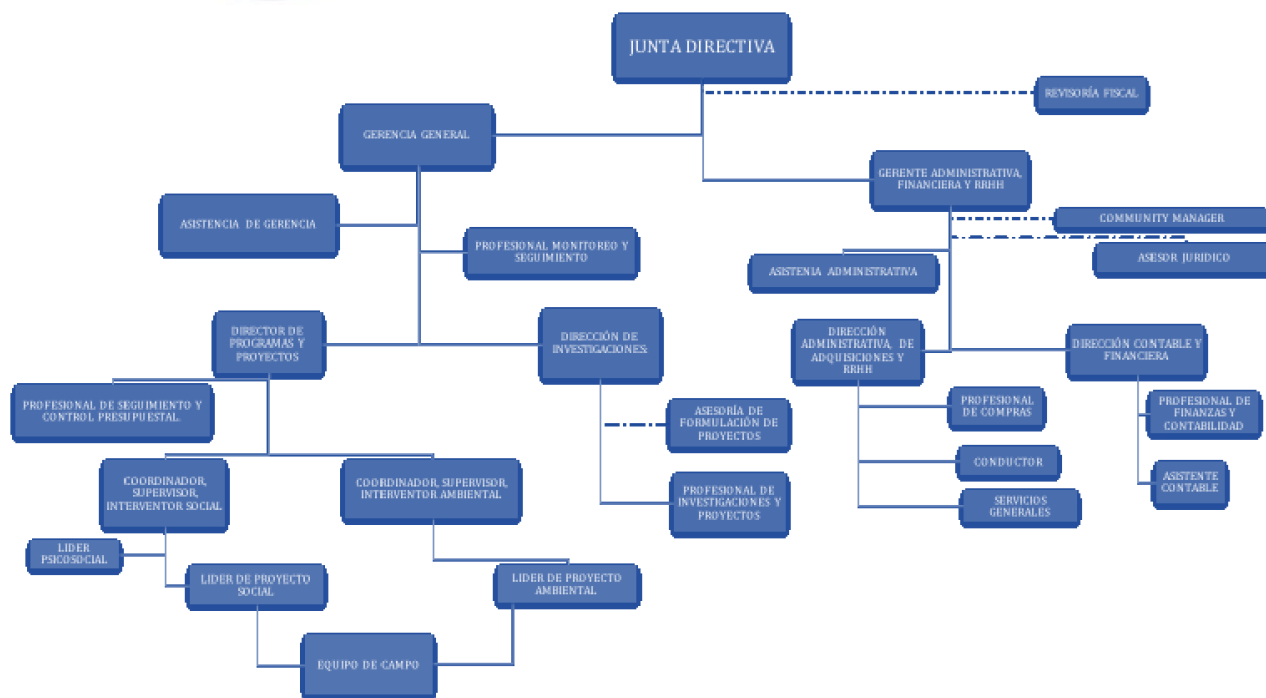 JUNTA DIRECTIVA
REVISORÍA FISCAL
GERENCIA GENERAL
GERENTE ADMINISTRATIVA,
FINANCIERA Y RRHH
ASISTENCIA DE GERENCIA
COMMUNITY MANAGER
PROFESIONAL MONITOREO Y
SEGUIMIENTO
ASESOR JURIDICO
ASISTENIA ADMINISTRATIVA
DIRECTOR DE
PROGRAMAS Y
PROYECTOS
DIRECCIÓN DE
INVESTIGACIONES:
DIRECCIÓN
ADMINISTRATIVA, DE
ADQUISICIONES Y
RRHH
DIRECCIÓN CONTABLE Y
FINANCIERA
PROFESIONAL DE SEGUIMIENTO Y
CONTROL PRESUPUESTAL.
ASESORÍA DE
FORMULACIÓN DE
PROYECTOS
PROFESIONAL
DE COMPRAS
PROFESIONAL DE
FINANZAS Y
CONTABILIDAD
COORDINADOR,
SUPERVISOR,
INTERVENTOR SOCIAL
COORDINADOR, SUPERVISOR,
INTERVENTOR AMBIENTAL
PROFESIONAL DE
INVESTIGACIONES Y
PROYECTOS
CONDUCTOR
ASISTENTE
CONTABLE
SERVICIOS
GENERALES
LIDER
PSICOSOCIAL
LIDER DE PROYECTO
SOCIAL
LIDER DE PROYECTO
AMBIENTAL
EQUIPO DE CAMPO